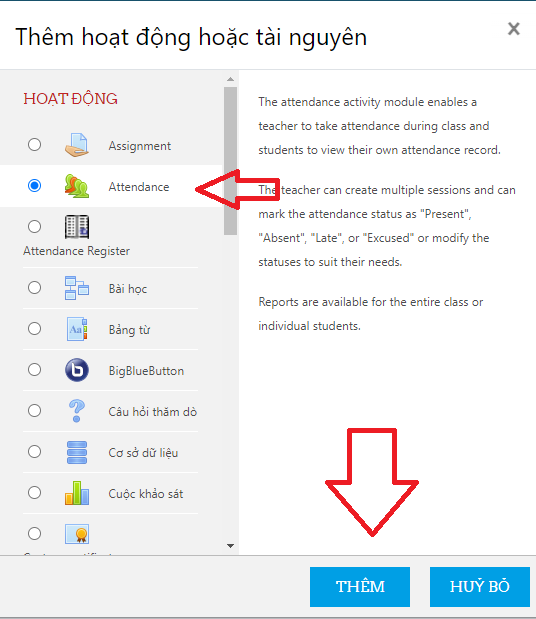 Thêm hoạt động hoặc tài nguyên
HOẠT ĐỘNG
Assignment
Attendance
Attendance Register
Bài học
Bảng từ
BigBlueButton
Câu hỏi thăm dò
Cơ sở dữ liệu
Cuộc khảo sát
The attendance activity module enables a
teacher to take attendance during class and
students to view their own attendance record.
The teacher can create multiple sessions and can
mark the attendance status as "Present",
"Absent", "Late", or "Excused" or modify the
statuses to suit their needs.
Reports are available for the entire class or
individual students.
THÊM
HUỶ BỎ